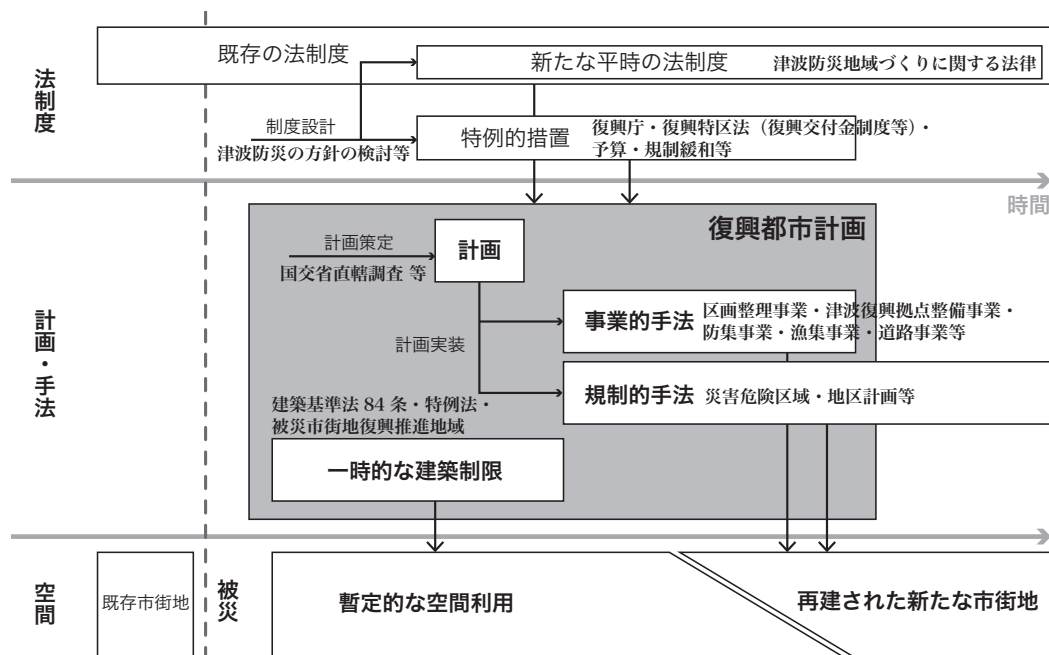 法制度
既存の法制度
新たな平時の法制度
津波防災地域づくりに関する法律
制度設計
津波防災の方針の検討等
特例的措置
復興庁・復興特区法（復興交付金制度等）・
予算・規制緩和等
時間
計画・手法
復興都市計画
計画策定
国交省直轄調査 等
計画
計画実装
事業的手法
区画整理事業・津波復興拠点整備事業・
防集事業・漁集事業・道路事業等
規制的手法
災害危険区域・地区計画等
建築基準法 84 条・特例法・
被災市街地復興推進地域
一時的な建築制限
空間
既存市街地
被災
暫定的な空間利用
再建された新たな市街地